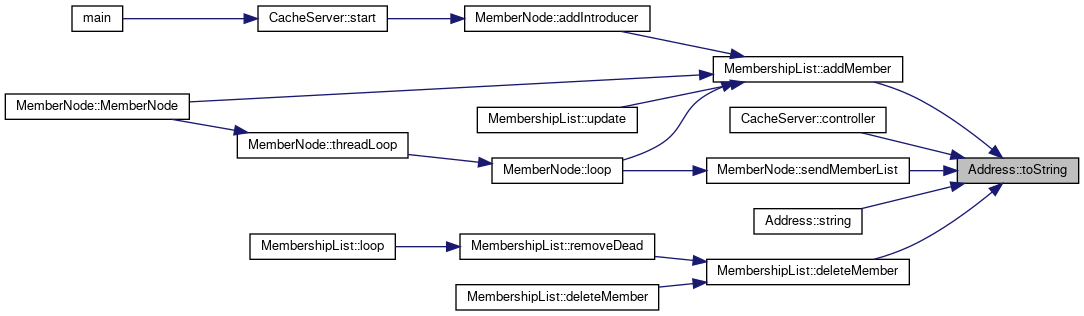 main
CacheServer::start
MemberNode::addIntroducer
MembershipList::addMember
MemberNode::MemberNode
MembershipList::update
CacheServer::controller
MemberNode::threadLoop
MemberNode::loop
MemberNode::sendMemberList
Address::toString
Address::string
MembershipList::loop
MembershipList::removeDead
MembershipList::deleteMember
MembershipList::deleteMember